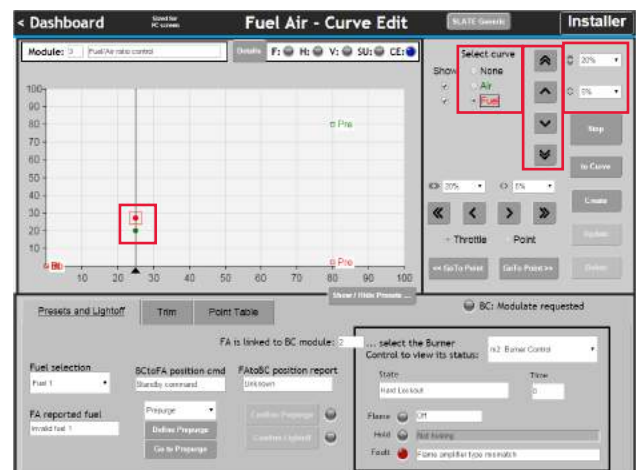 < Dashboard
Sized for
PC screen
Fuel Air - Curve Edit
SLATE Generic
Installer
Module: 3 Fuel/Air ratio control
Details
F: H: V: SU: CE:
Select curve
Show
None
Air
Fuel
20%
5%
Stop
to Curve
Create
Update
Delete
20%
5%
Throttle
Point
<< GoTo Point
GoTo Point >>
100
90
80
70
60
50
40
30
20
10
Pre
Pre
10 20 30 40 50 60 70 80 90 100
Show / Hide Presets ...
Presets and Lightoff
Trim
Point Table
BC: Modulate requested
FA is linked to BC module: 2
... select the Burner
Control to view its status:
m2: Burner Control
Fuel selection
Fuel 1
BCtoFA position cmd
Standby command
FAtoBC position report
Unknown
State
Hard Lockout
Time
0
FA reported fuel
Invalid fuel 1
Prepurge
Define Prepurge
Go to Prepurge
Confirm Prepurge
Confirm Lightoff
Flame
Off
Hold
Not holding
Fault
Flame amplifier type mismatch